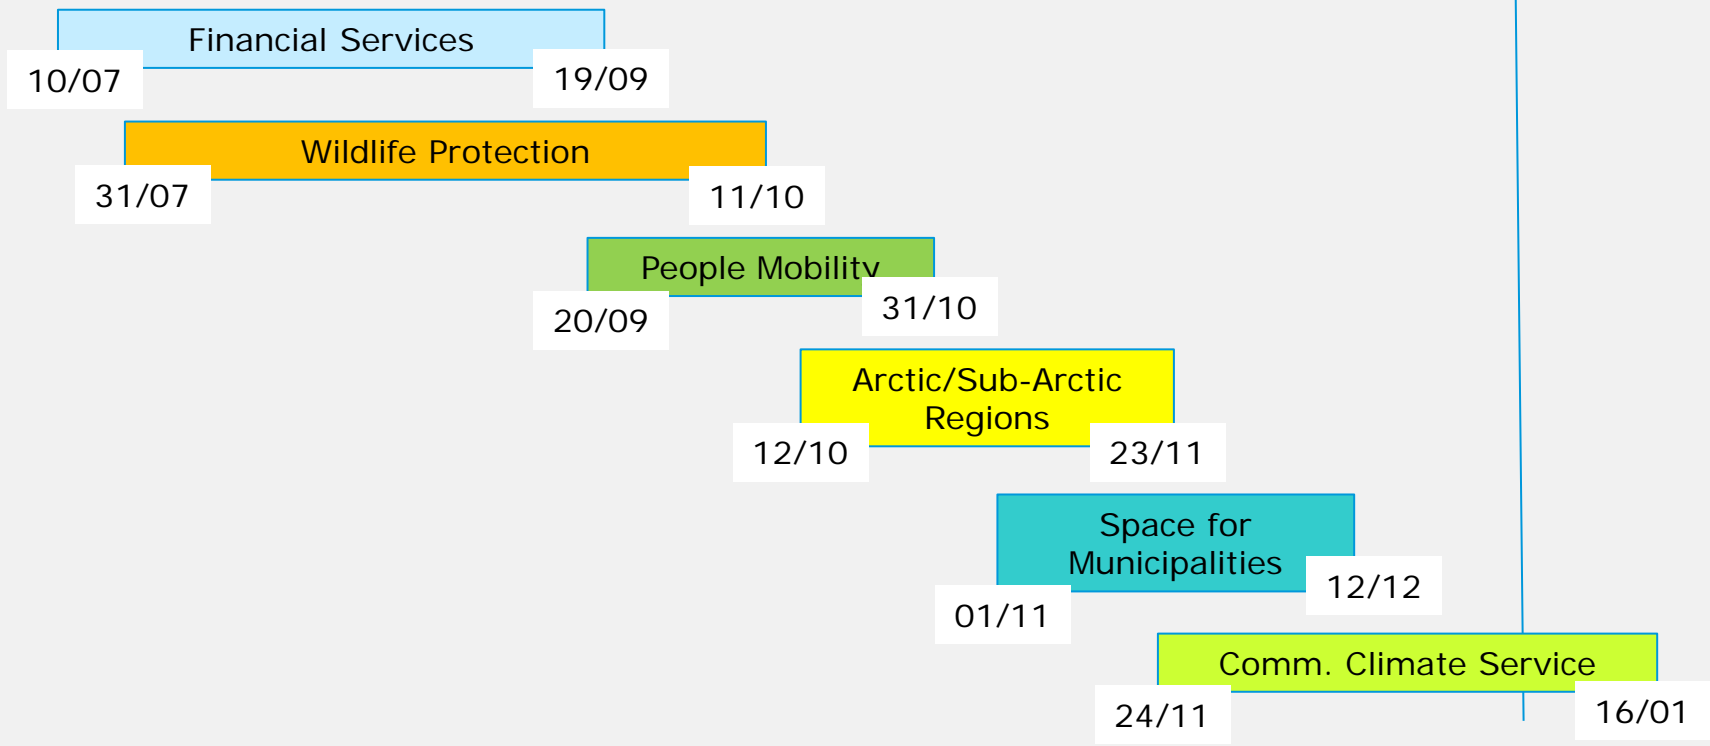 Financial Services
10/07
19/09
Wildlife Protection
31/07
11/10
People Mobility
20/09
31/10
Arctic/Sub-Arctic
Regions
12/10
23/11
Space for
Municipalities
01/11
12/12
Comm. Climate Service
24/11
16/01